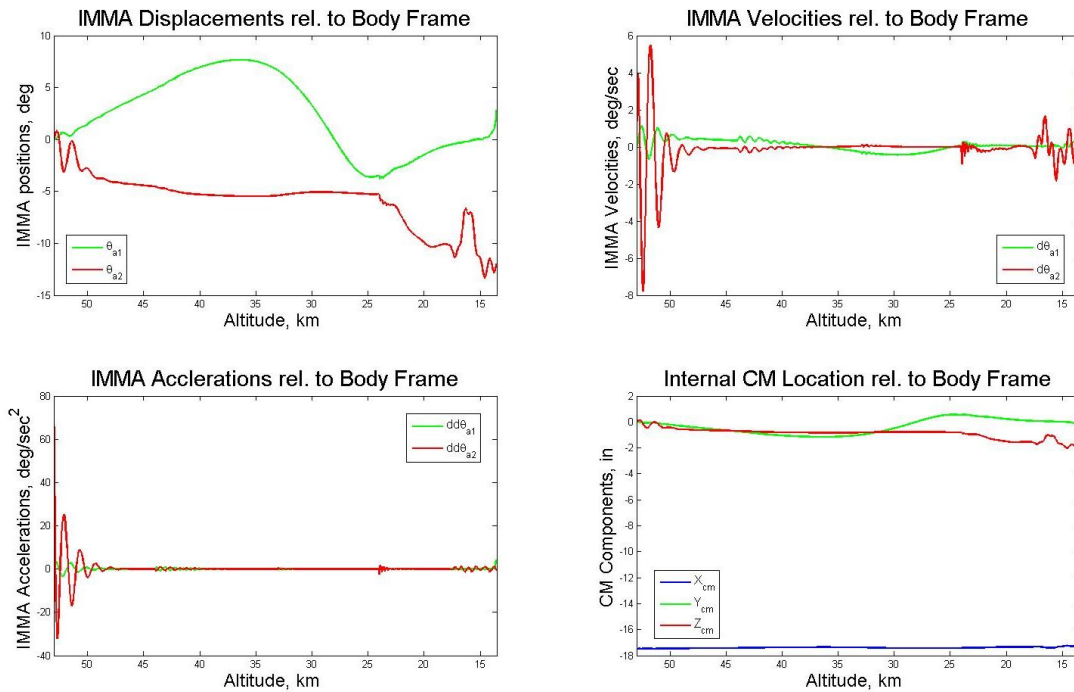 IMMA Displacements rel. to Body Frame
IMMA positions, deg
10
5
0
-5
-10
-15
θa1
θa2
50 45 40 35 30 25 20 15
Altitude, km
IMMA Velocities rel. to Body Frame
IMMA Velocities, deg/sec
6
4
2
0
-2
-4
-6
-8
dθa1
dθa2
50 45 40 35 30 25 20 15
Altitude, km
IMMA Acclerations rel. to Body Frame
IMMA Accelerations, deg/sec2
80
60
40
20
0
-20
-40
ddθa1
ddθa2
50 45 40 35 30 25 20 15
Altitude, km
Internal CM Location rel. to Body Frame
CM Components, in
2
0
-2
-4
-6
-8
-10
-12
-14
-16
-18
Xcm
Ycm
Zcm
50 45 40 35 30 25 20 15
Altitude, km